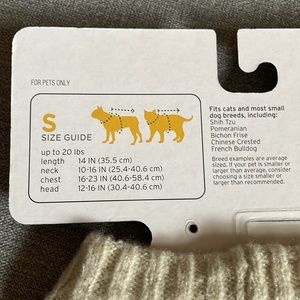 FOR PETS ONLY
S
SIZE GUIDE
up to 20 lbs
length 14 IN (35.5 cm)
neck 10-16 IN (25.4-40.6 cm)
chest 16-23 IN (40.6-58.4 cm)
head 12-16 IN (30.4-40.6 cm)
Fits cats and most small
dog breeds, including:
Shih Tzu
Pomeranian
Bichon Frise
Chinese Crested
French Bulldog
Breed examples are average
sized. If your pet is smaller or
larger than average, consider
choosing a size smaller or
larger than recommended.